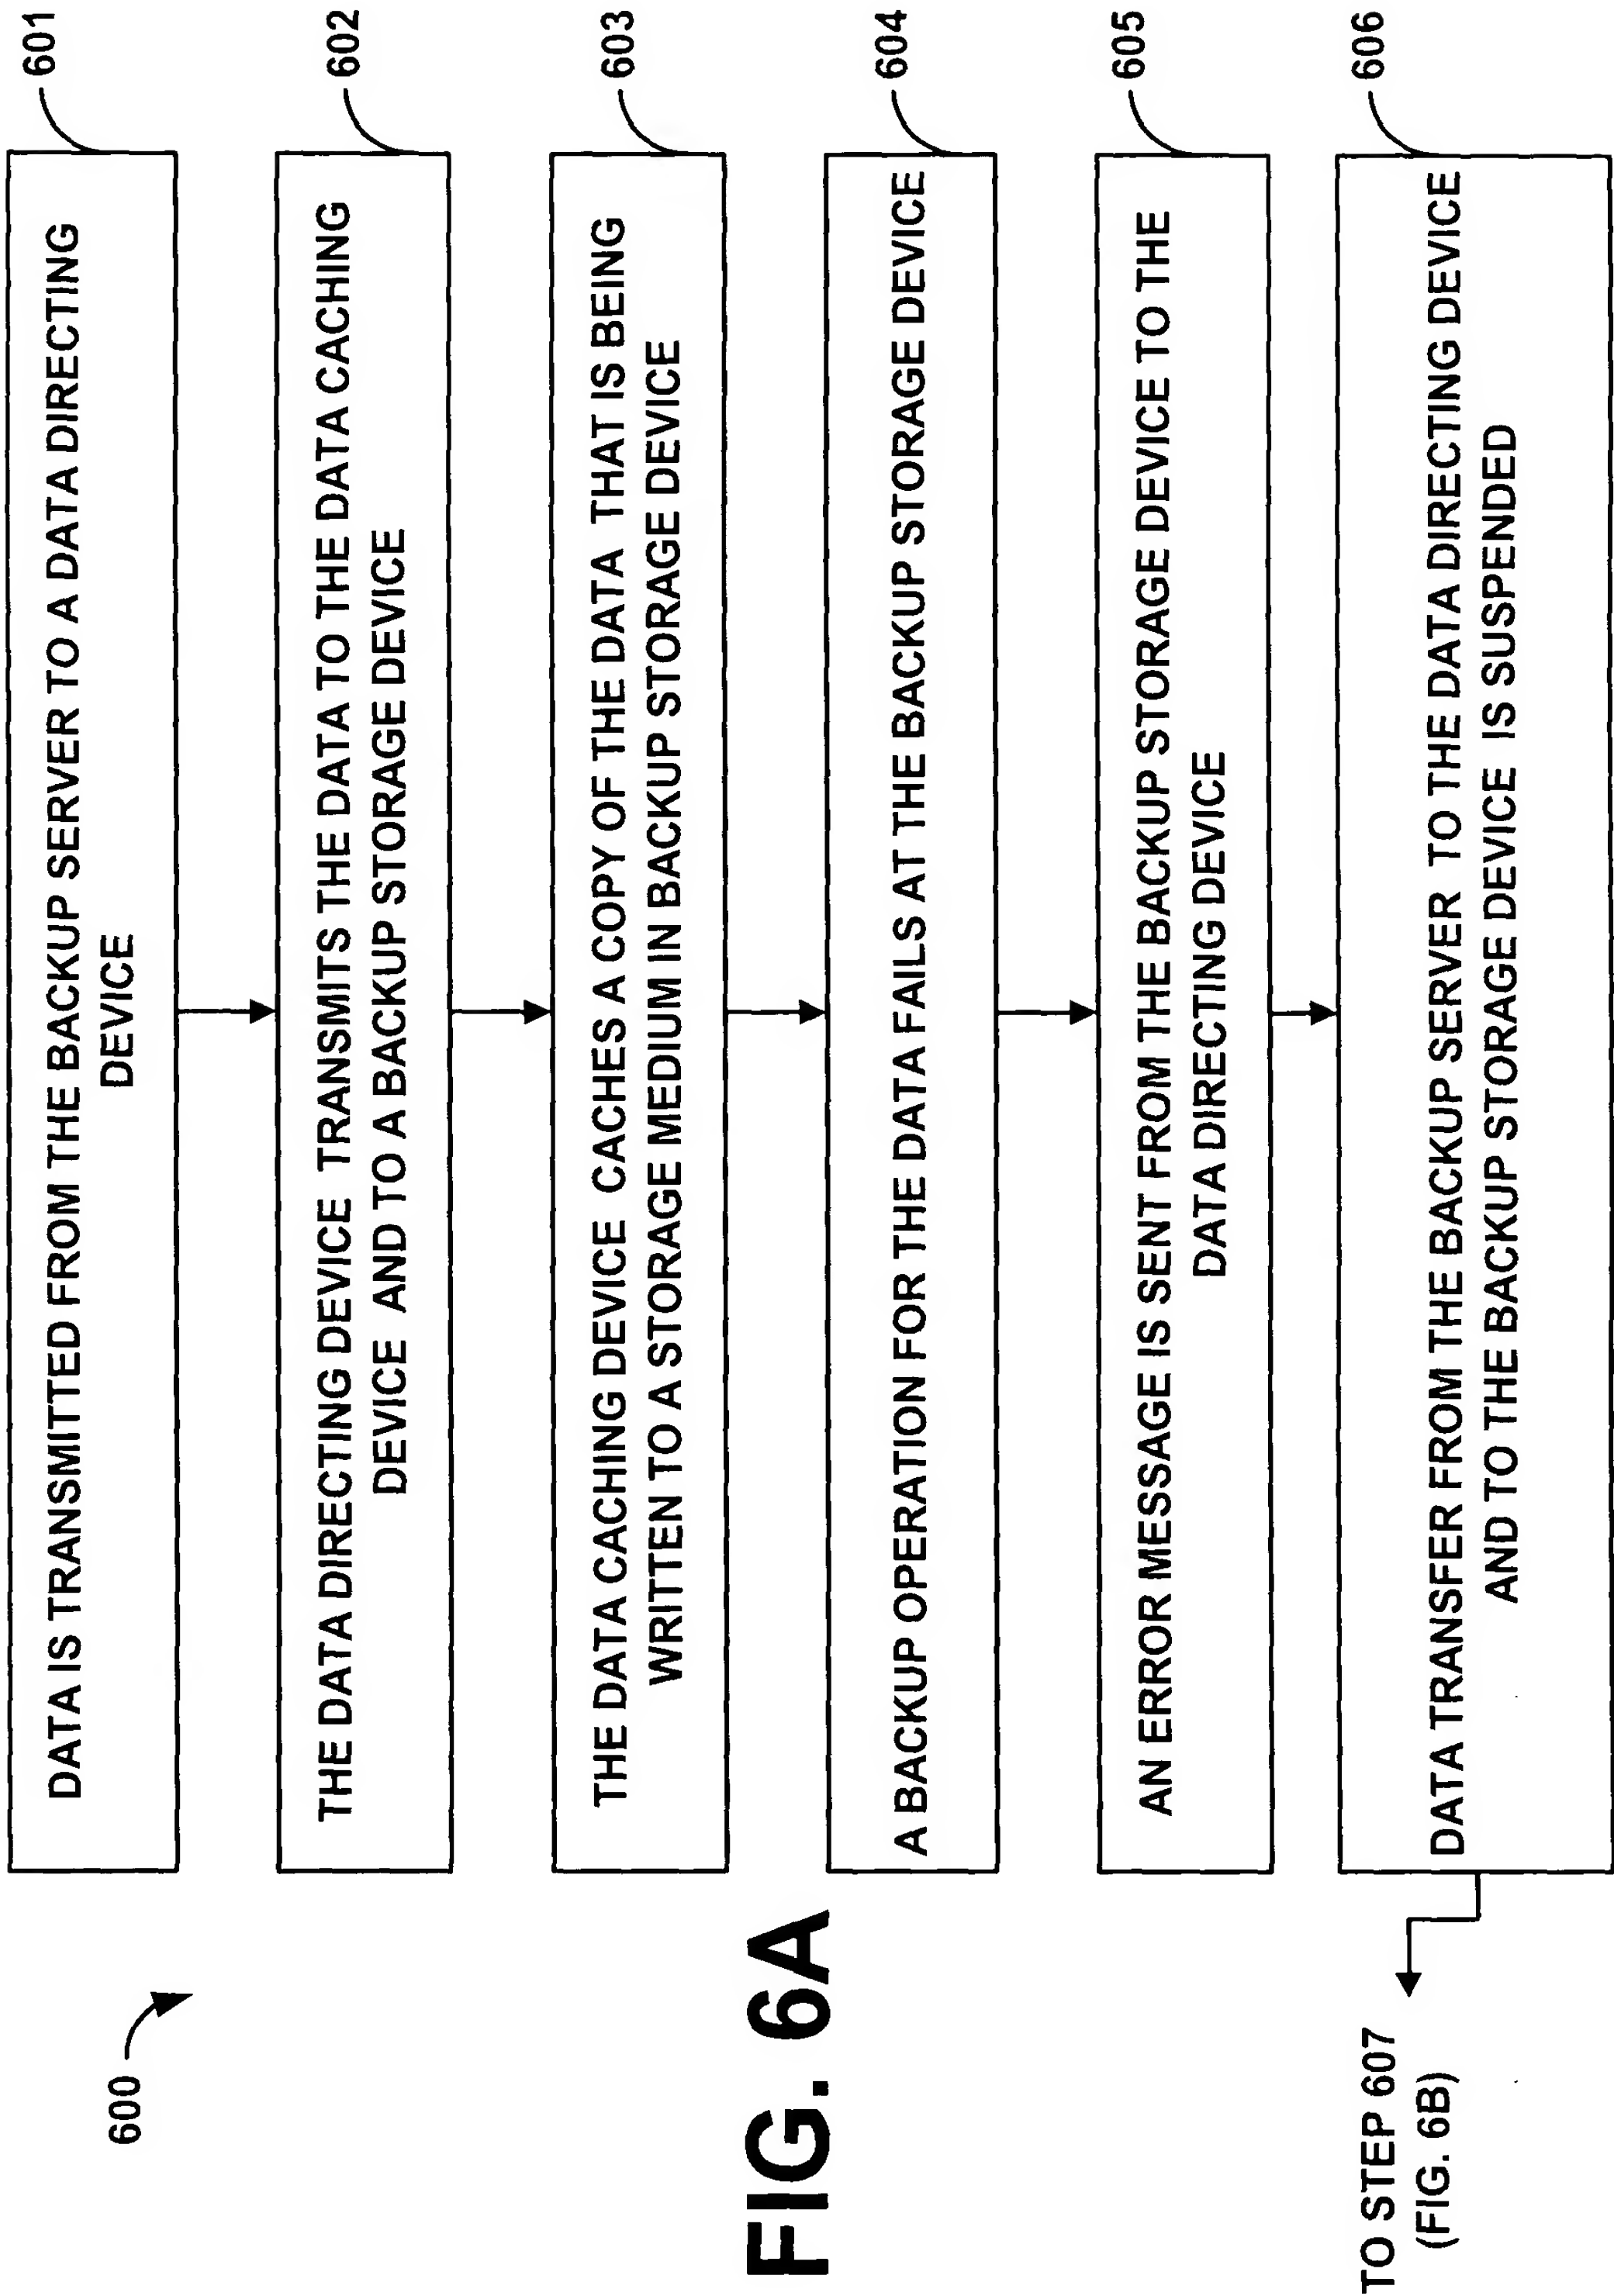 600
DATA IS TRANSMITTED FROM THE BACKUP SERVER TO A DATA DIRECTING
DEVICE
601
THE DATA DIRECTING DEVICE TRANSMITS THE DATA TO THE DATA CACHING
DEVICE AND TO A BACKUP STORAGE DEVICE
602
THE DATA CACHING DEVICE CACHES A COPY OF THE DATA THAT IS BEING
WRITTEN TO A STORAGE MEDIUM IN BACKUP STORAGE DEVICE
603
A BACKUP OPERATION FOR THE DATA FAILS AT THE BACKUP STORAGE DEVICE
604
AN ERROR MESSAGE IS SENT FROM THE BACKUP STORAGE DEVICE TO THE
DATA DIRECTING DEVICE
605
DATA TRANSFER FROM THE BACKUP SERVER TO THE DATA DIRECTING DEVICE
AND TO THE BACKUP STORAGE DEVICE IS SUSPENDED
606
TO STEP 607
(FIG. 6B)
FIG. 6A